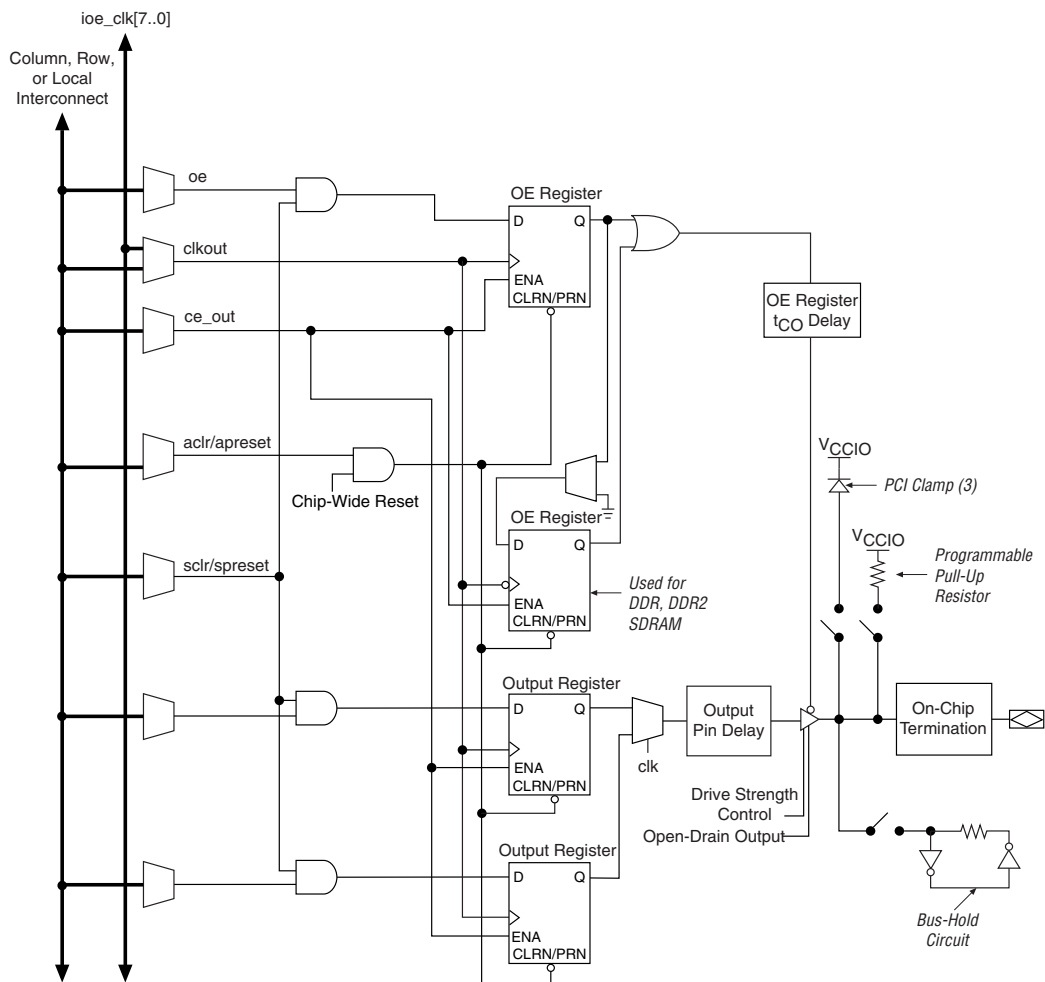 ioe_clk[7..0]
Column, Row,
or Local
Interconnect
oe
OE Register
D
Q
clkout
ENA
CLRN/PRN
OE Register
tCO Delay
ce_out
aclr/apreset
Chip-Wide Reset
VCCIO
PCI Clamp (3)
OE Register
D
Q
VCCIO
Programmable
Pull-Up
Resistor
sclr/spreset
ENA
CLRN/PRN
Used for
DDR, DDR2
SDRAM
Output Register
D
Q
ENA
CLRN/PRN
clk
Output
Pin Delay
On-Chip
Termination
Drive Strength
Control
Open-Drain Output
Output Register
D
Q
ENA
CLRN/PRN
Bus-Hold
Circuit